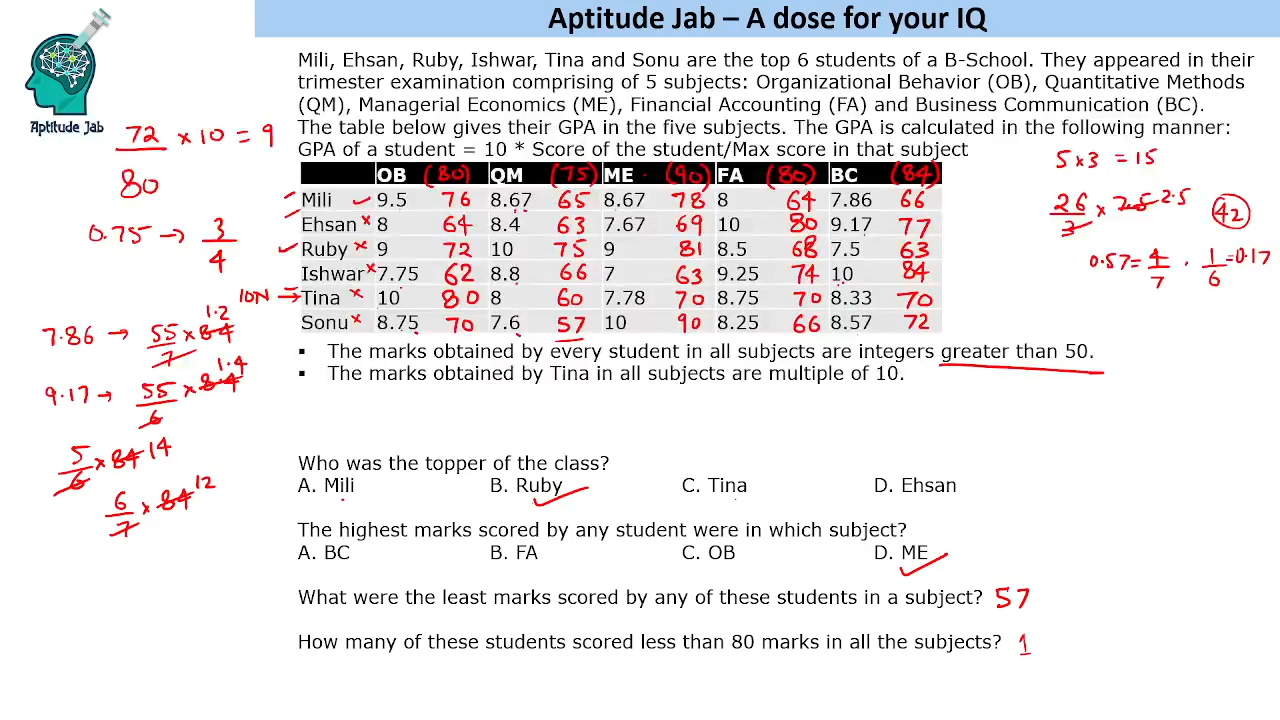 Aptitude Jab – A dose for your IQ
Aptitude Jab
Mili, Ehsan, Ruby, Ishwar, Tina and Sonu are the top 6 students of a B-School. They appeared in their
trimester examination comprising of 5 subjects: Organizational Behavior (OB), Quantitative Methods
(QM), Managerial Economics (ME), Financial Accounting (FA) and Business Communication (BC).
The table below gives their GPA in the five subjects. The GPA is calculated in the following manner:
GPA of a student = 10 * Score of the student/Max score in that subject
OB (80) QM (75) ME (90) FA (80) BC (84)
Mili 9.5 76 8.67 65 8.67 78 8 64 7.86 66
Ehsan x 8 64 8.4 63 7.67 69 10 80 9.17 77
Ruby x 9 72 10 75 9 81 8.5 68 7.5 63
Ishwar x 7.75 62 8.8 66 7 63 9.25 74 10 84
10N Tina x 10 80 8 60 7.78 70 8.75 70 8.33 70
Sonu x 8.75 70 7.6 57 10 90 8.25 66 8.57 72
▪ The marks obtained by every student in all subjects are integers greater than 50.
▪ The marks obtained by Tina in all subjects are multiple of 10.
Who was the topper of the class?
A. Mili B. Ruby C. Tina D. Ehsan
The highest marks scored by any student were in which subject?
A. BC B. FA C. OB D. ME
What were the least marks scored by any of these students in a subject? 57
How many of these students scored less than 80 marks in all the subjects? 1
72/80 × 10 = 9
0.75 → 3/4
7.86 → 55/7 × 84 1.2
9.17 → 55/6 × 84 1.4
5/6 × 84 14
6/7 × 84 12
5 × 3 = 15
26/3 × 7.5 2.5
42
0.57 = 4/7 , 1/6 = 0.17